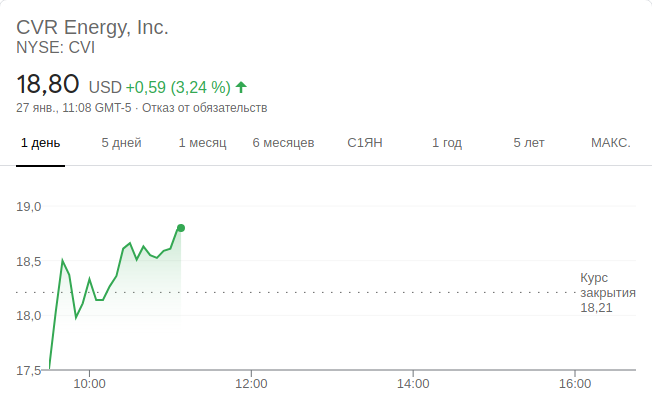 CVR Energy, Inc.
NYSE: CVI
18,80 USD +0,59 (3,24 %)
27 янв., 11:08 GMT-5 · Отказ от обязательств
1 день 5 дней 1 месяц 6 месяцев С1ЯН 1 год 5 лет МАКС.
19,0
18,5
Курс
закрытия
18,21
18,0
17,5
10:00 12:00 14:00 16:00